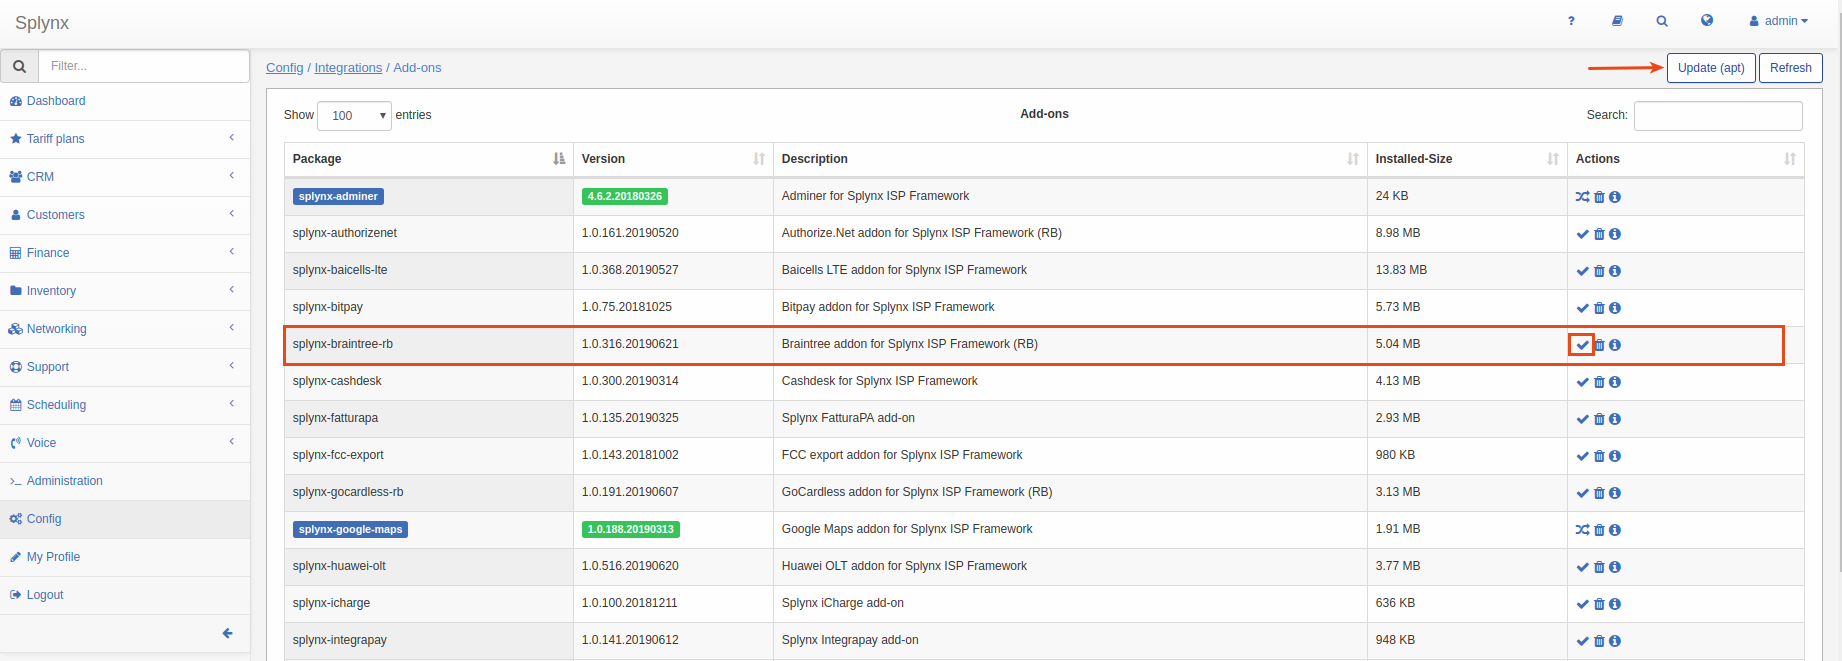 Splynx
?
admin
Filter...
Config / Integrations / Add-ons
Update (apt)
Refresh
Dashboard
Tariff plans
CRM
Customers
Finance
Inventory
Networking
Support
Scheduling
Voice
Administration
Config
My Profile
Logout
Show 100 entries
Add-ons
Search:
Package Version Description Installed-Size Actions
splynx-adminer 4.6.2.20180326 Adminer for Splynx ISP Framework 24 KB
splynx-authorizenet 1.0.161.20190520 Authorize.Net addon for Splynx ISP Framework (RB) 8.98 MB
splynx-baicells-lte 1.0.368.20190527 Baicells LTE addon for Splynx ISP Framework 13.83 MB
splynx-bitpay 1.0.75.20181025 Bitpay addon for Splynx ISP Framework 5.73 MB
splynx-braintree-rb 1.0.316.20190621 Braintree addon for Splynx ISP Framework (RB) 5.04 MB
splynx-cashdesk 1.0.300.20190314 Cashdesk for Splynx ISP Framework 4.13 MB
splynx-fatturapa 1.0.135.20190325 Splynx FatturaPA add-on 2.93 MB
splynx-fcc-export 1.0.143.20181002 FCC export addon for Splynx ISP Framework 980 KB
splynx-gocardless-rb 1.0.191.20190607 GoCardless addon for Splynx ISP Framework (RB) 3.13 MB
splynx-google-maps 1.0.188.20190313 Google Maps addon for Splynx ISP Framework 1.91 MB
splynx-huawei-olt 1.0.516.20190620 Huawei OLT addon for Splynx ISP Framework 3.77 MB
splynx-icharge 1.0.100.20181211 Splynx iCharge add-on 636 KB
splynx-integrapay 1.0.141.20190612 Splynx Integrapay add-on 948 KB